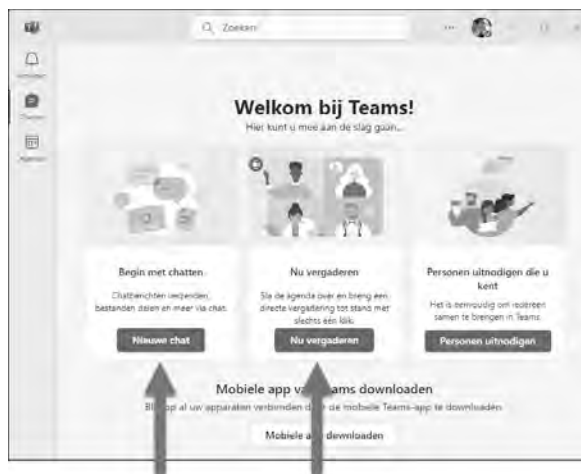 Zoeken
Welkom bij Teams!
Hier kunt u mee aan de slag gaan...
Begin met chatten
Chatberichten verzenden,
bestanden delen en meer via chat.
Nieuwe chat
Nu vergaderen
Sla de agenda over en breng een
directe vergadering tot stand met
slechts één klik.
Nu vergaderen
Personen uitnodigen die u
kent
Het is eenvoudig om iedereen
samen te brengen in Teams.
Personen uitnodigen
Mobiele app downloaden
op al uw apparaten verbonden de mobiele Teams-app te downloaden.
Mobiele downloaden